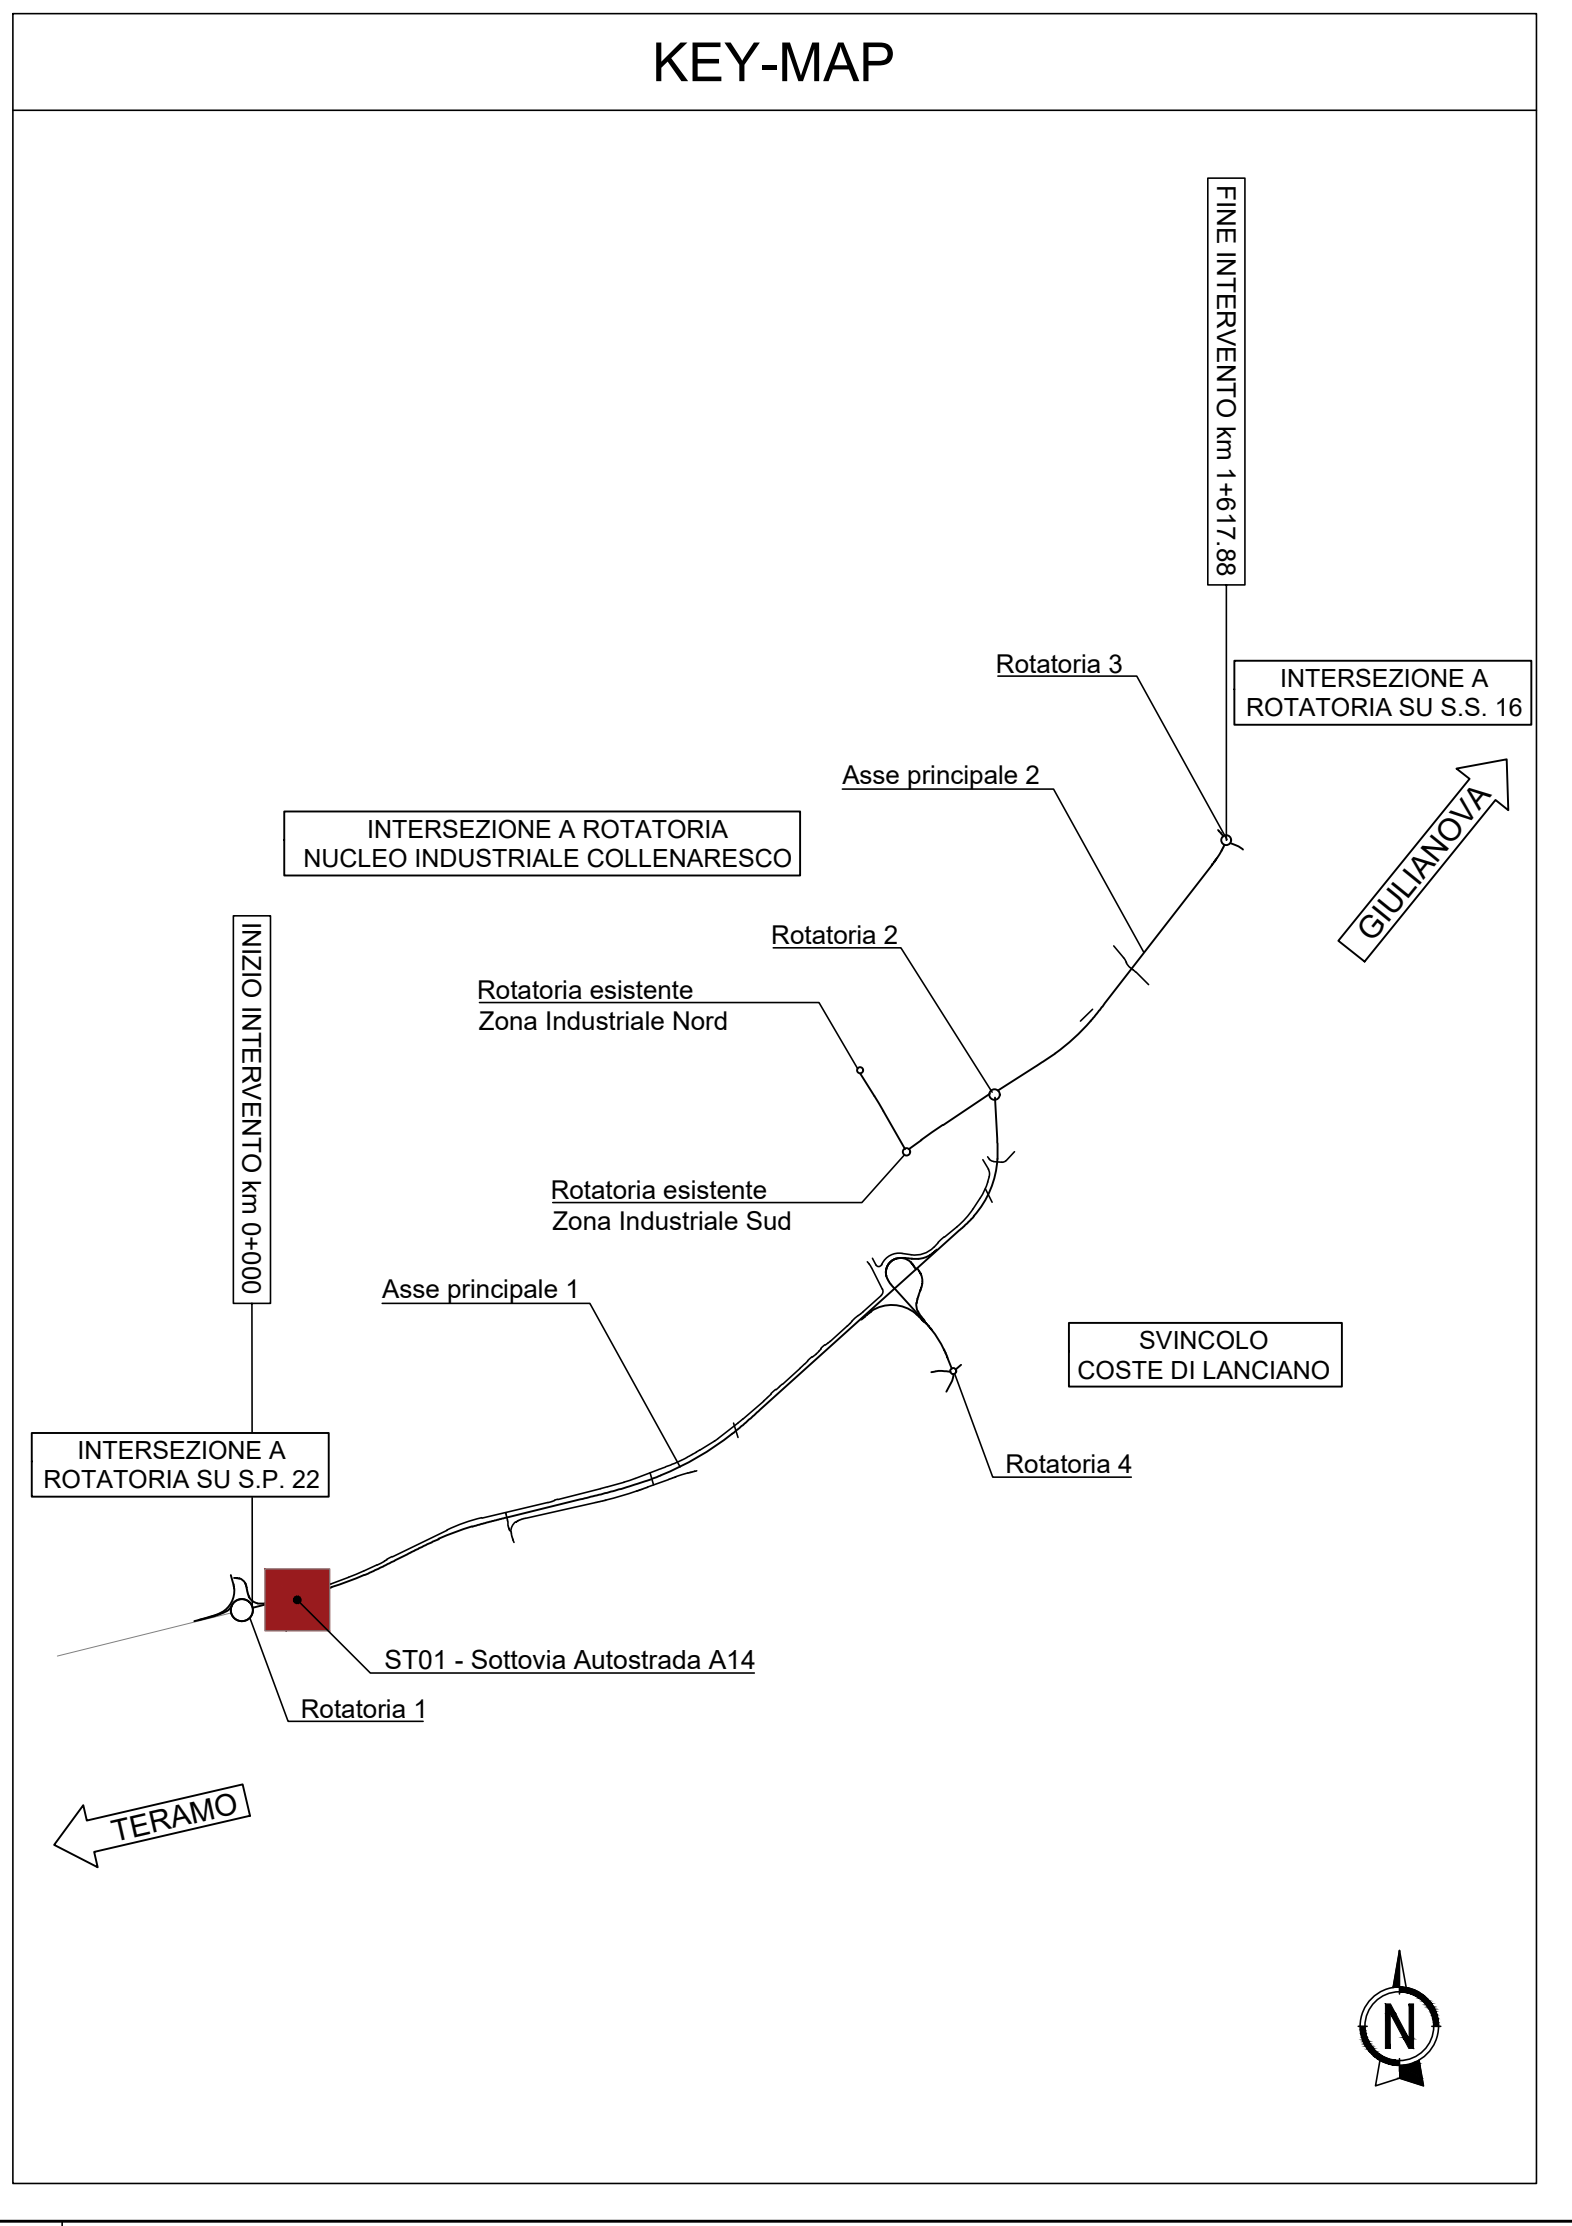 KEY-MAP
FINE INTERVENTO km 1+617.88
Rotatoria 3
INTERSEZIONE A
ROTATORIA SU S.S. 16
Asse principale 2
GIULIANOVA
INTERSEZIONE A ROTATORIA
NUCLEO INDUSTRIALE COLLENARESCO
INIZIO INTERVENTO km 0+000
Rotatoria 2
Rotatoria esistente
Zona Industriale Nord
Rotatoria esistente
Zona Industriale Sud
Asse principale 1
SVINCOLO
COSTE DI LANCIANO
INTERSEZIONE A
ROTATORIA SU S.P. 22
Rotatoria 4
ST01 - Sottovia Autostrada A14
Rotatoria 1
TERAMO
N